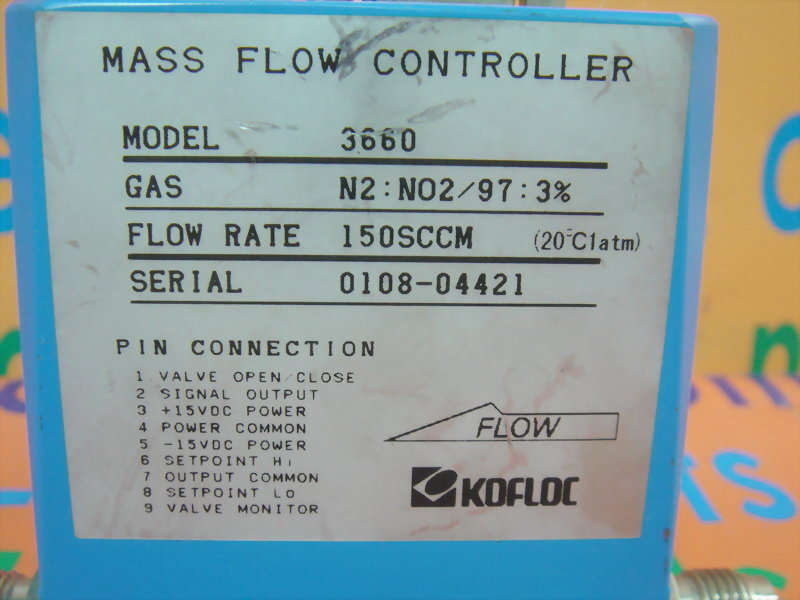 MASS FLOW CONTROLLER
MODEL 3660
GAS N2:NO2/97:3%
FLOW RATE 150SCCM (20°C1atm)
SERIAL 0108-04421
PIN CONNECTION
1 VALVE OPEN/CLOSE
2 SIGNAL OUTPUT
3 +15VDC POWER
4 POWER COMMON
5 -15VDC POWER
6 SETPOINT Hi
7 OUTPUT COMMON
8 SETPOINT LO
9 VALVE MONITOR
FLOW
KOFLOC